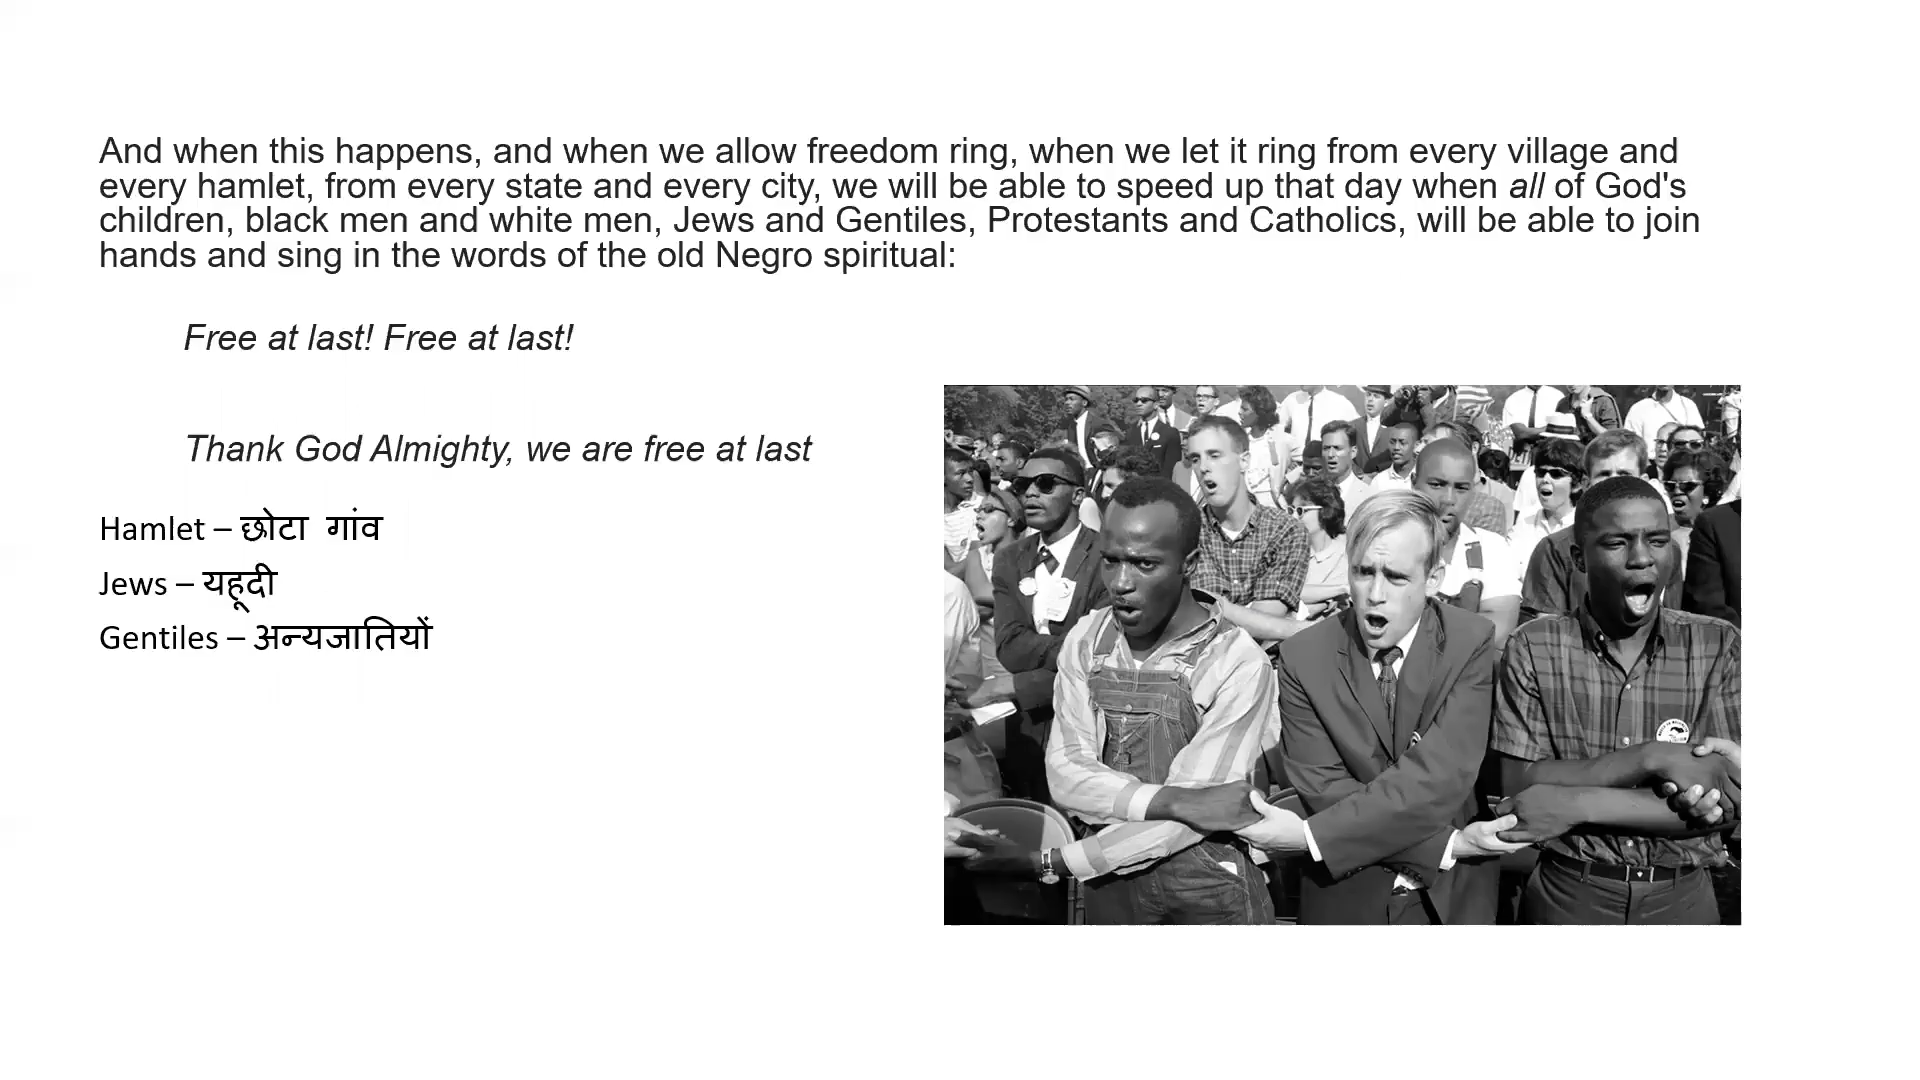 And when this happens, and when we allow freedom ring, when we let it ring from every village and
every hamlet, from every state and every city, we will be able to speed up that day when all of God's
children, black men and white men, Jews and Gentiles, Protestants and Catholics, will be able to join
hands and sing in the words of the old Negro spiritual:
Free at last! Free at last!
Thank God Almighty, we are free at last
Hamlet – छोटा गांव
Jews – यहूदी
Gentiles – अन्यजातियों